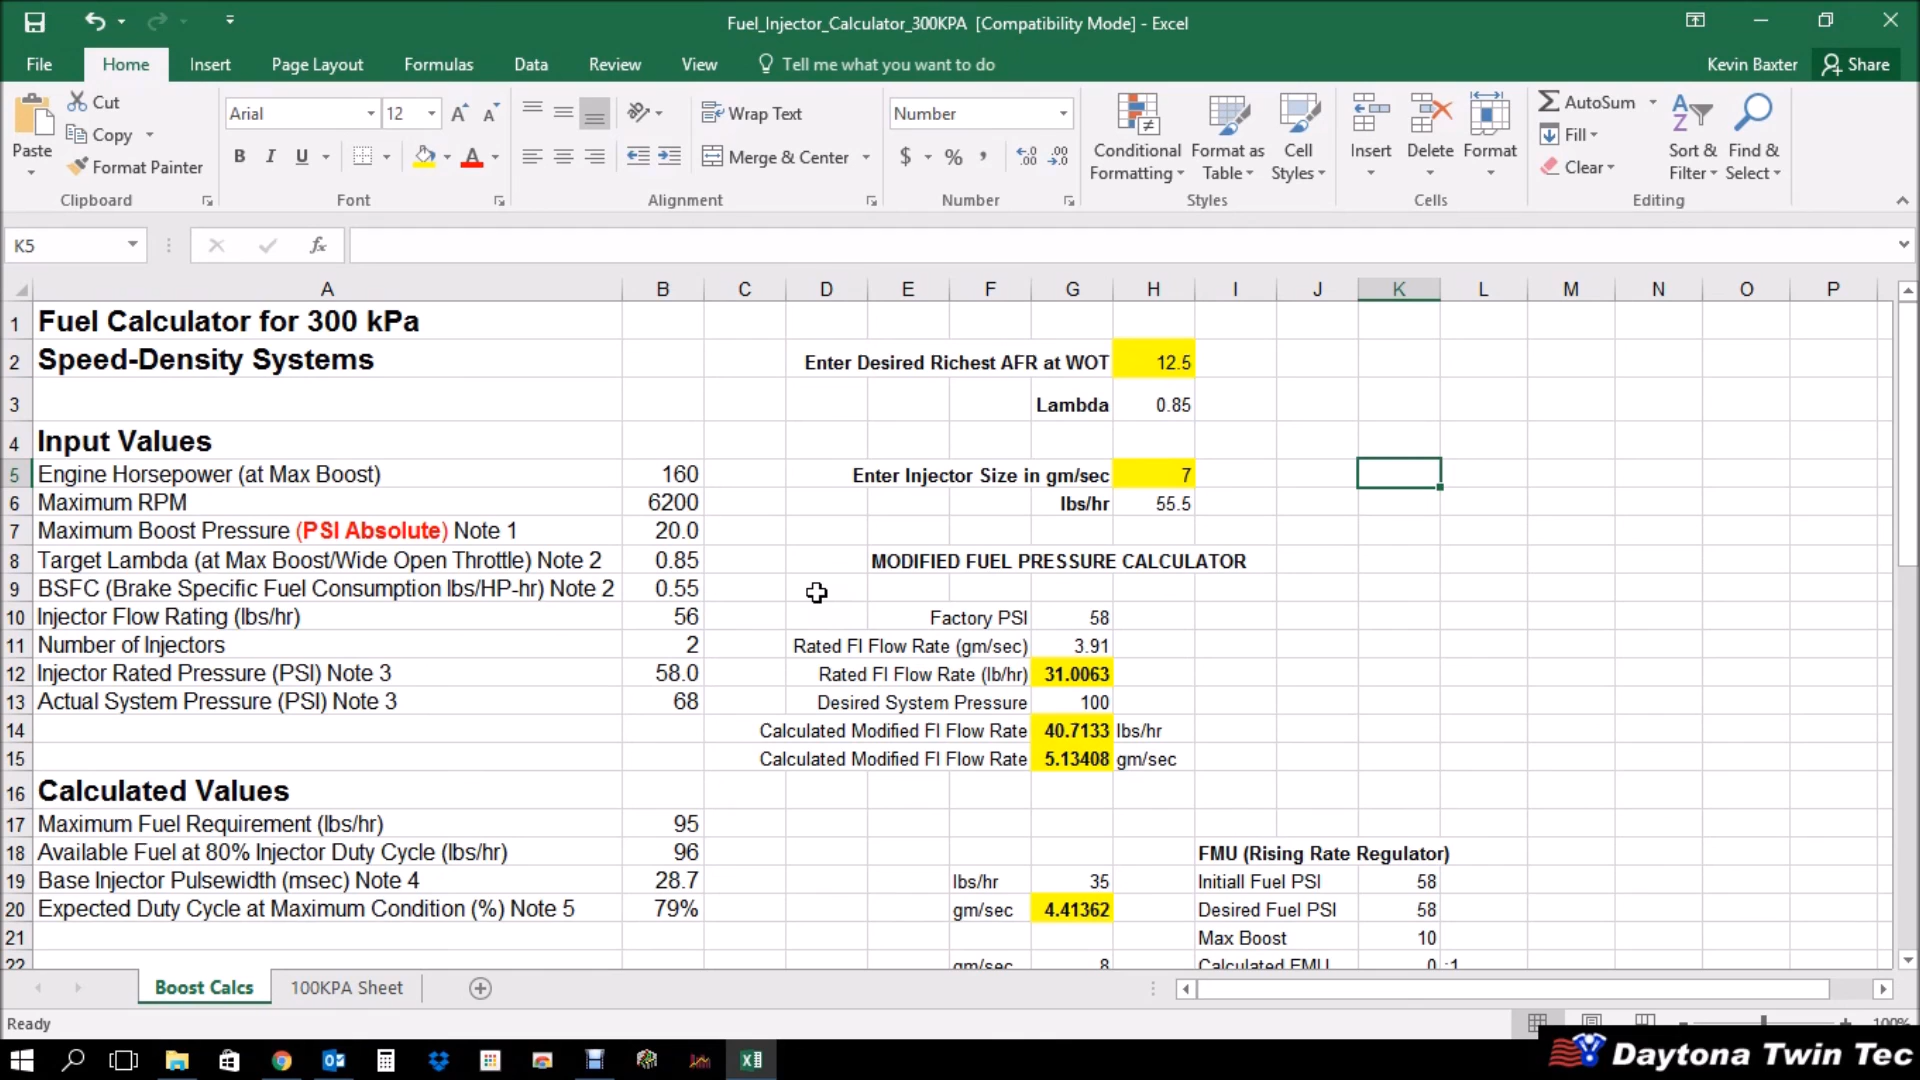 Fuel_Injector_Calculator_300KPA [Compatibility Mode] - Excel
File Home Insert Page Layout Formulas Data Review View Tell me what you want to do Kevin Baxter Share
Paste
Cut
Copy
Format Painter
Clipboard
Arial 12
B I U
Font
Wrap Text
Merge & Center
Alignment
Number
$ % ,
Number
Conditional Formatting
Format as Table
Cell Styles
Styles
Insert Delete Format
Cells
AutoSum
Fill
Clear
Sort & Filter
Find & Select
Editing
K5 fx
A B C D E F G H I J K L M N O P
1 Fuel Calculator for 300 kPa
2 Speed-Density Systems Enter Desired Richest AFR at WOT 12.5
3 Lambda 0.85
4 Input Values
5 Engine Horsepower (at Max Boost) 160 Enter Injector Size in gm/sec 7
6 Maximum RPM 6200 lbs/hr 55.5
7 Maximum Boost Pressure (PSI Absolute) Note 1 20.0
8 Target Lambda (at Max Boost/Wide Open Throttle) Note 2 0.85 MODIFIED FUEL PRESSURE CALCULATOR
9 BSFC (Brake Specific Fuel Consumption lbs/HP-hr) Note 2 0.55
10 Injector Flow Rating (lbs/hr) 56 Factory PSI 58
11 Number of Injectors 2 Rated FI Flow Rate (gm/sec) 3.91
12 Injector Rated Pressure (PSI) Note 3 58.0 Rated FI Flow Rate (lb/hr) 31.0063
13 Actual System Pressure (PSI) Note 3 68 Desired System Pressure 100
14 Calculated Modified FI Flow Rate 40.7133 lbs/hr
15 Calculated Modified FI Flow Rate 5.13408 gm/sec
16 Calculated Values
17 Maximum Fuel Requirement (lbs/hr) 95
18 Available Fuel at 80% Injector Duty Cycle (lbs/hr) 96 FMU (Rising Rate Regulator)
19 Base Injector Pulsewidth (msec) Note 4 28.7 lbs/hr 35 Initiall Fuel PSI 58
20 Expected Duty Cycle at Maximum Condition (%) Note 5 79% gm/sec 4.41362 Desired Fuel PSI 58
21 Max Boost 10
22 gm/sec 8 Calculated FMU 0 :1
Boost Calcs 100KPA Sheet
Ready 100%
Daytona Twin Tec